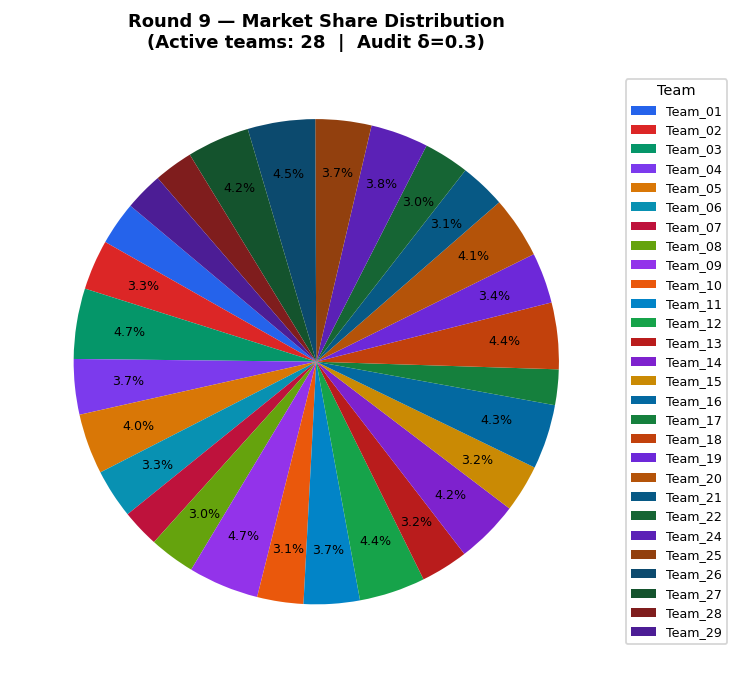 Round 9 — Market Share Distribution
(Active teams: 28  |  Audit δ=0.3)
Team
Team_01
Team_02
Team_03
Team_04
Team_05
Team_06
Team_07
Team_08
Team_09
Team_10
Team_11
Team_12
Team_13
Team_14
Team_15
Team_16
Team_17
Team_18
Team_19
Team_20
Team_21
Team_22
Team_24
Team_25
Team_26
Team_27
Team_28
Team_29
3.3%
4.7%
3.7%
4.0%
3.3%
3.0%
4.7%
3.1%
3.7%
4.4%
3.2%
4.2%
3.2%
4.3%
4.4%
3.4%
4.1%
3.1%
3.0%
3.8%
3.7%
4.5%
4.2%